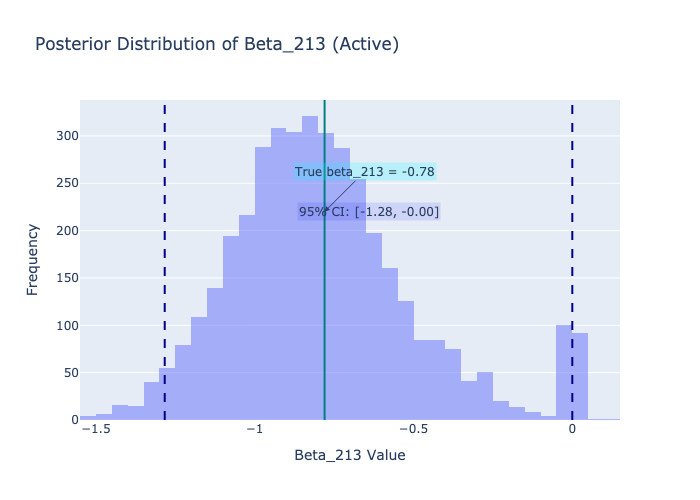 Posterior Distribution of Beta_213 (Active)
Frequency
300
250
200
150
100
50
0
True beta_213 = -0.78
95% CI: [-1.28, -0.00]
−1.5
−1
−0.5
0
Beta_213 Value